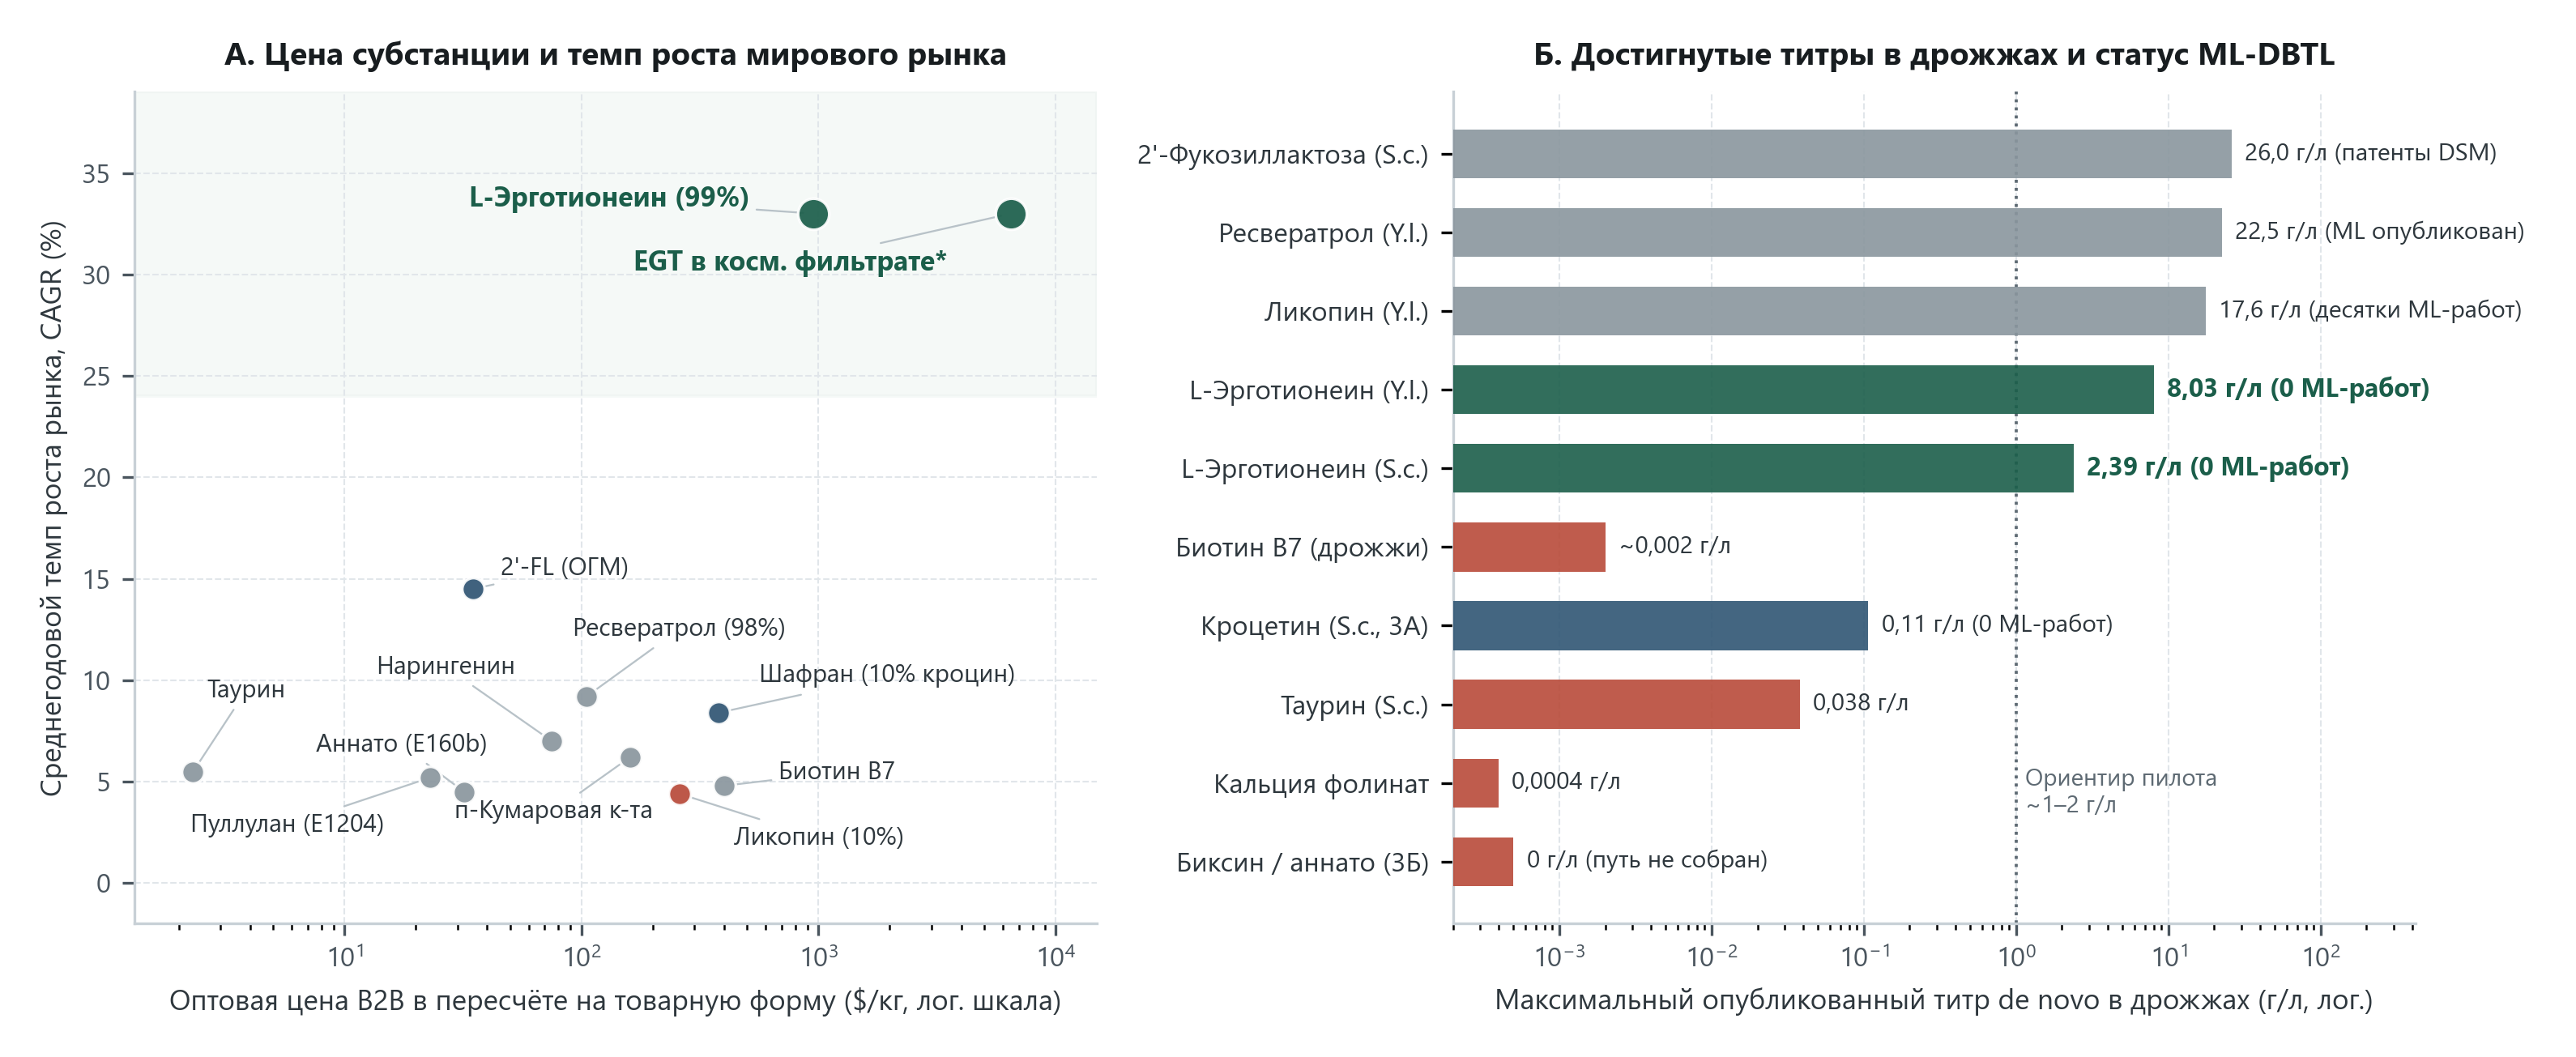 А. Цена субстанции и темп роста мирового рынка
Среднегодовой темп роста рынка, CAGR (%)
35
30
25
20
15
10
5
0
L-Эрготионеин (99%)
EGT в косм. фильтрате*
2'-FL (ОГМ)
Ресвератрол (98%)
Нарингенин
Шафран (10% кроцин)
Таурин
Аннато (E160b)
Биотин B7
п-Кумаровая к-та
Пуллулан (E1204)
Ликопин (10%)
10¹
10²
10³
10⁴
Оптовая цена B2B в пересчёте на товарную форму ($/кг, лог. шкала)
Б. Достигнутые титры в дрожжах и статус ML-DBTL
2'-Фукозиллактоза (S.c.)
26,0 г/л (патенты DSM)
Ресвератрол (Y.l.)
22,5 г/л (ML опубликован)
Ликопин (Y.l.)
17,6 г/л (десятки ML-работ)
L-Эрготионеин (Y.l.)
8,03 г/л (0 ML-работ)
L-Эрготионеин (S.c.)
2,39 г/л (0 ML-работ)
Биотин B7 (дрожжи)
~0,002 г/л
Кроцетин (S.c., 3А)
0,11 г/л (0 ML-работ)
Таурин (S.c.)
0,038 г/л
Кальция фолинат
0,0004 г/л
Ориентир пилота
~1–2 г/л
Биксин / аннато (3Б)
0 г/л (путь не собран)
10⁻³
10⁻²
10⁻¹
10⁰
10¹
10²
Максимальный опубликованный титр de novo в дрожжах (г/л, лог.)